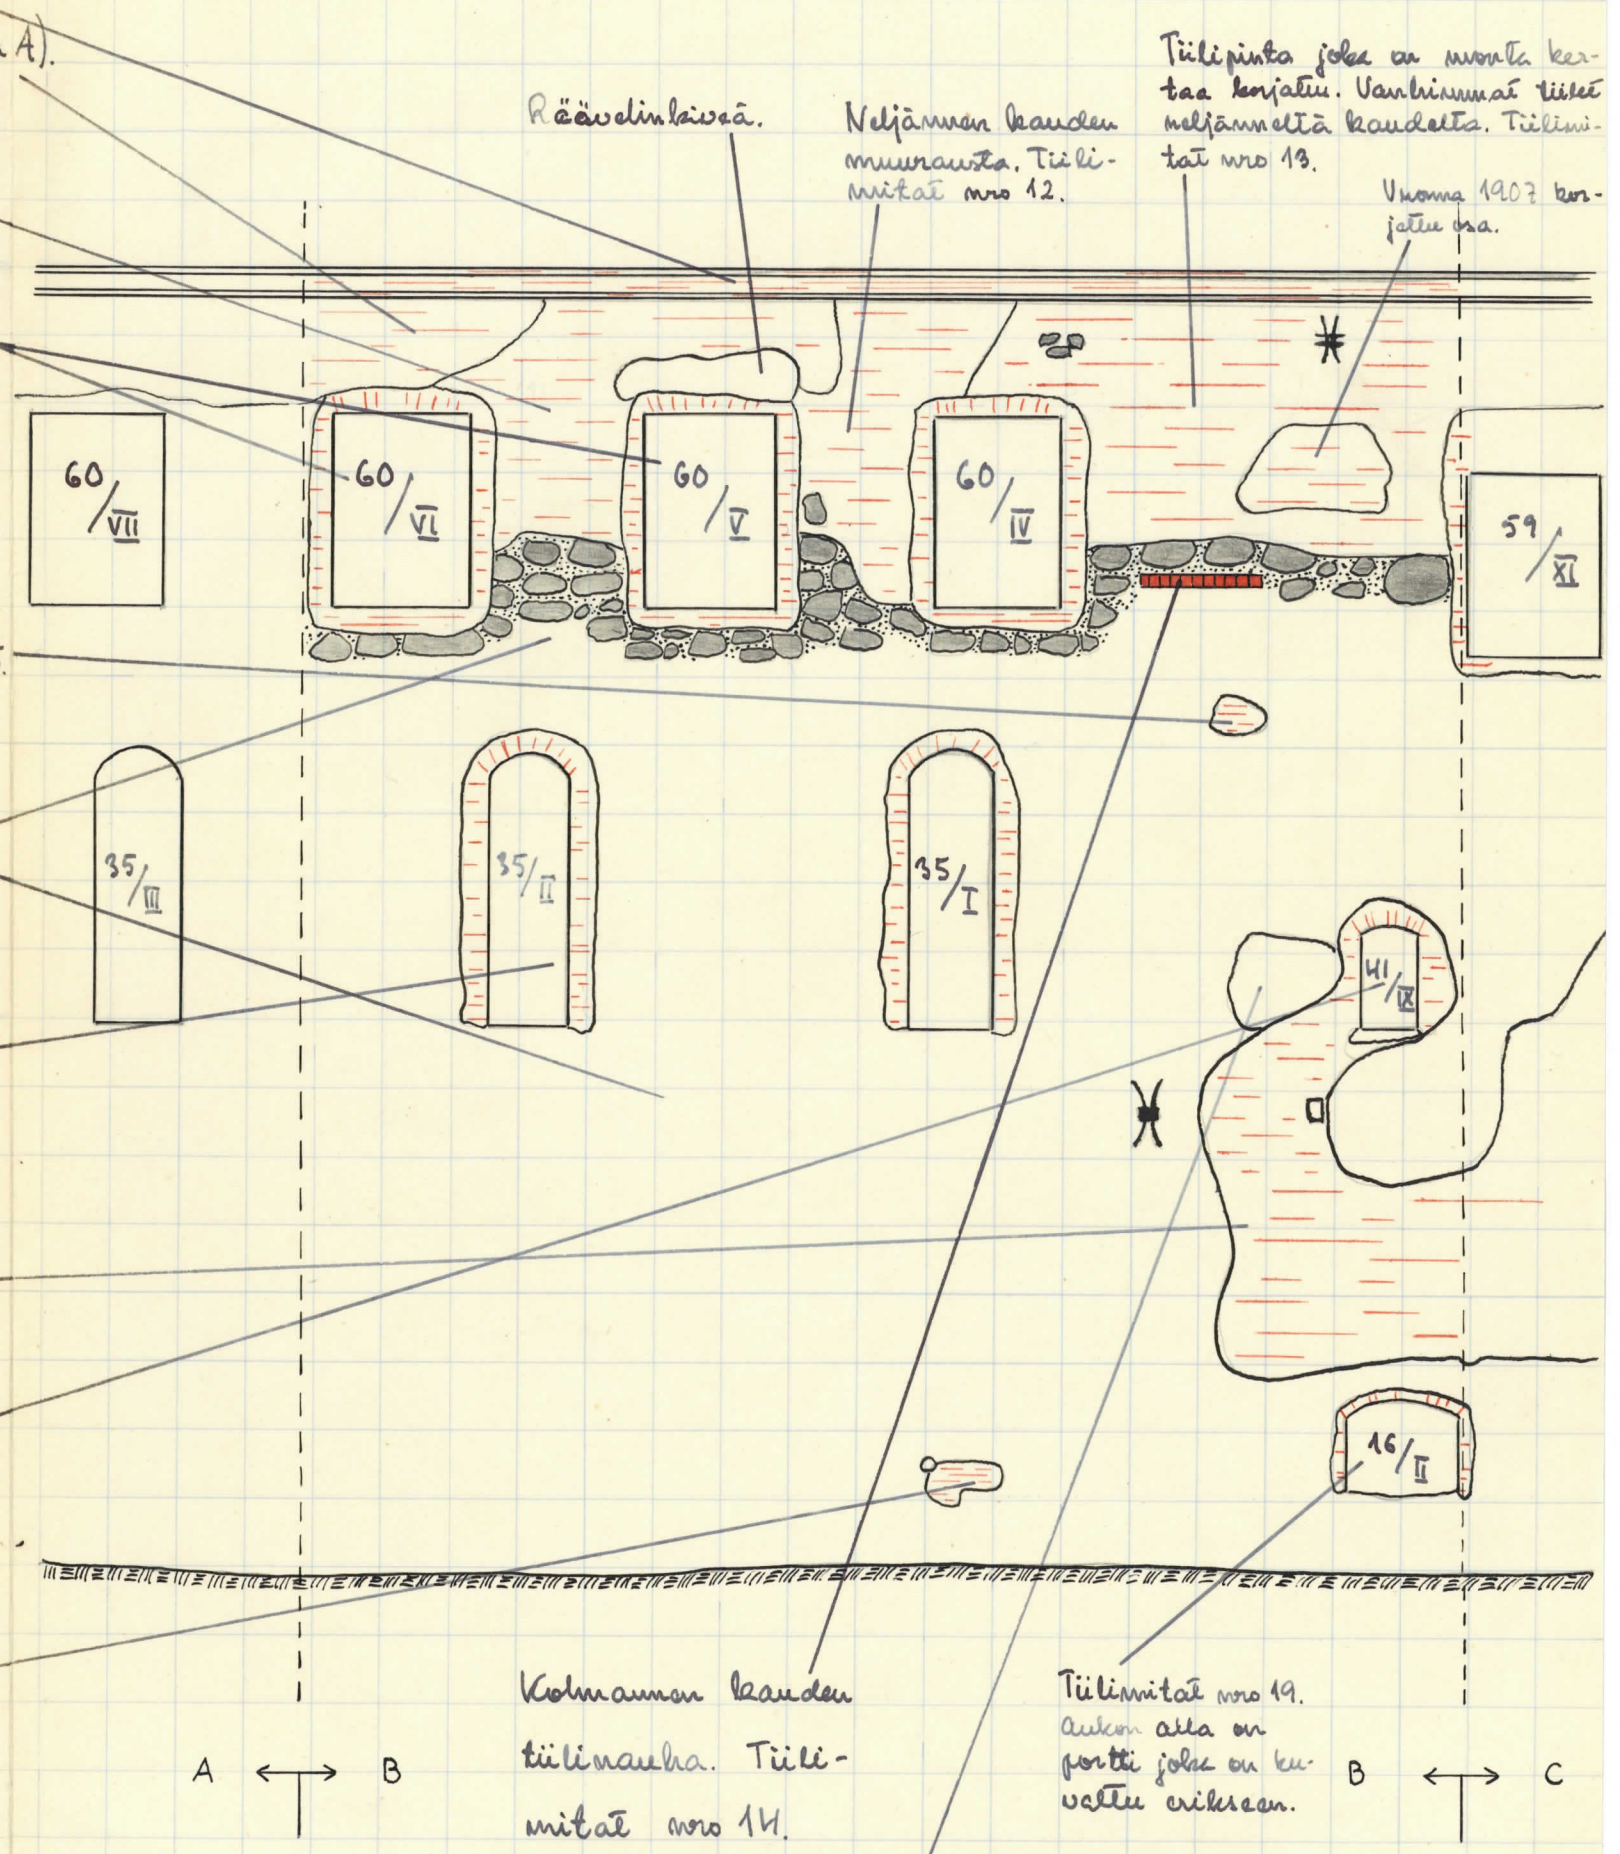 A).
Räävelinkiveä.
Neljännen kauden
muurausta. Tiili-
mitat nro 12.
Tiilipinta joka on monta ker-
taa korjattu. Vanhimmat tiilet
neljänneltä kaudelta. Tiilimi-
tat nro 13.
Vuonna 1907 kor-
jattu osa.
60/VII
60/VI
60/V
60/IV
59/XI
35/III
35/II
35/I
41/IX
16/II
Kolmannen kauden
tiilinauha. Tiili-
mitat nro 14.
Tiilimitat nro 19.
Aukon alla on
portti joka on ku-
vattu erikseen.
A B
B C